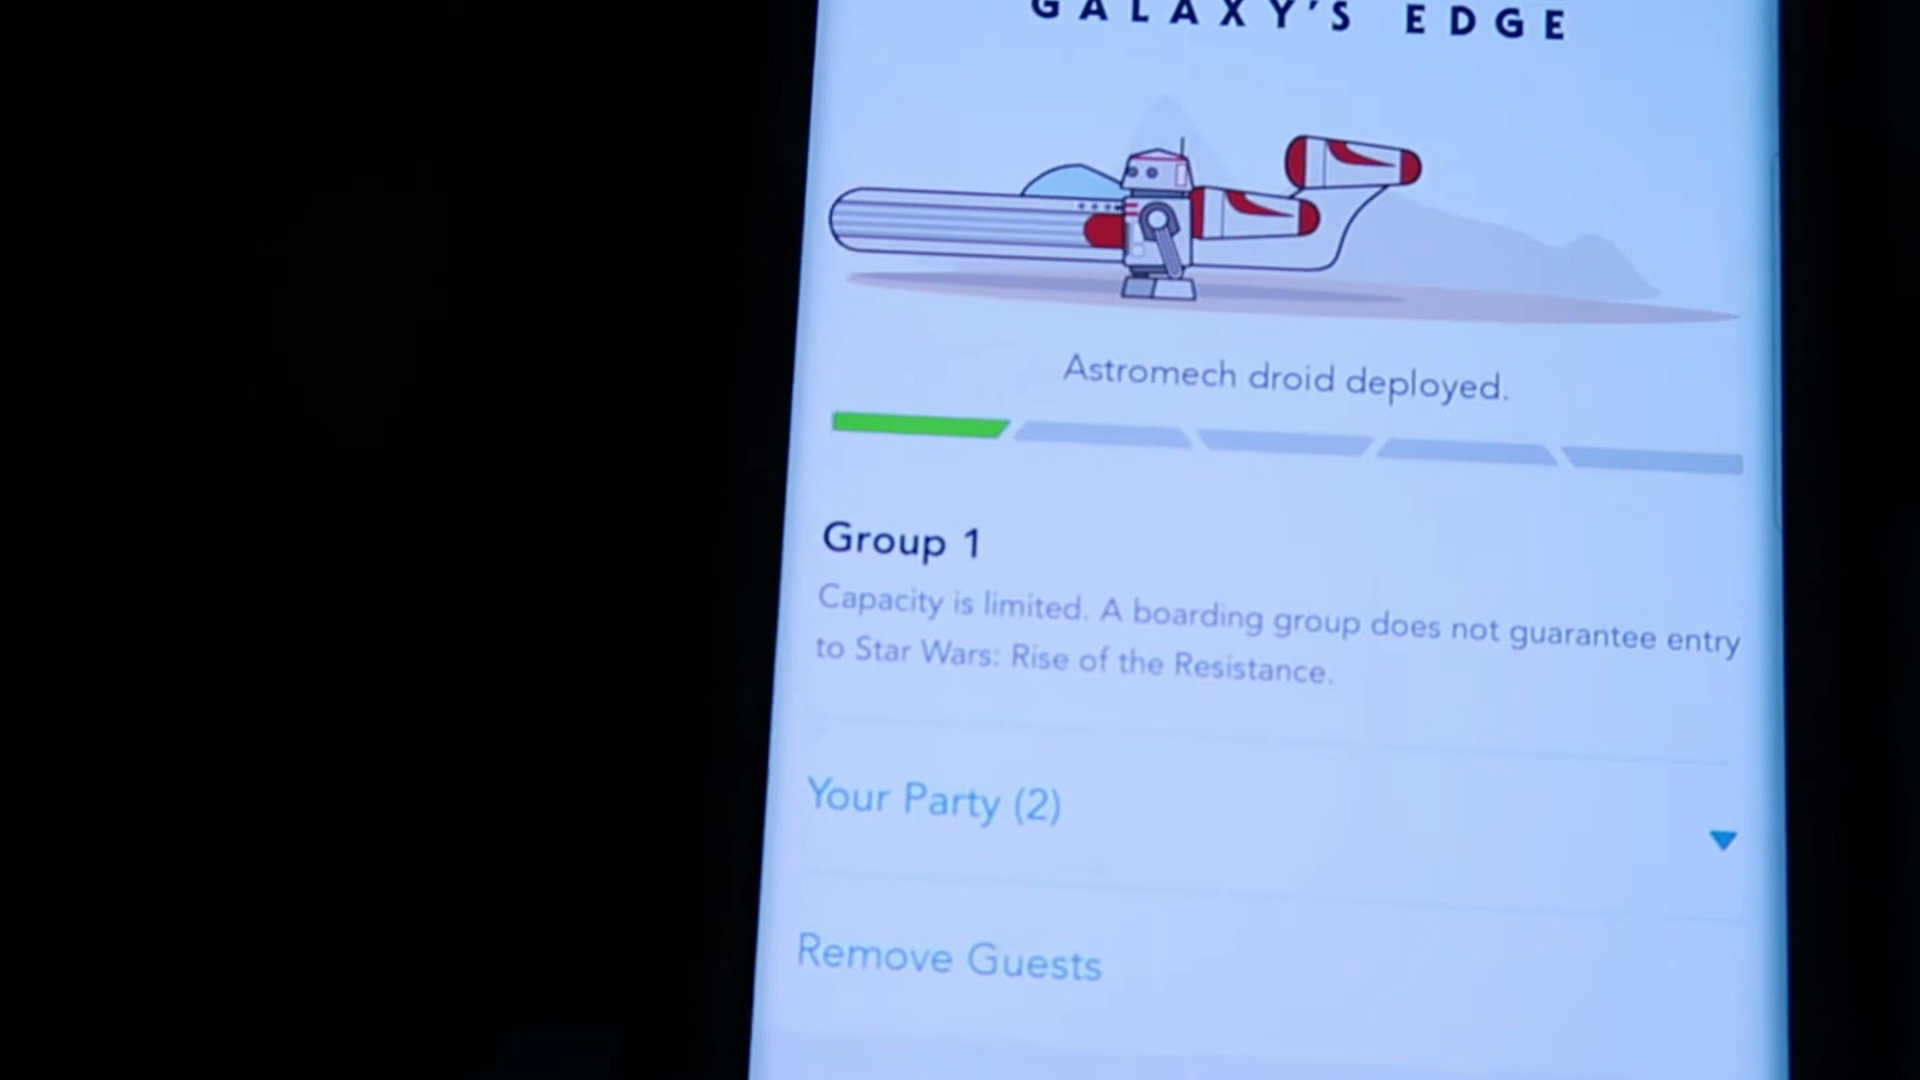 GALAXY'S EDGE
Astromech droid deployed.
Group 1
Capacity is limited. A boarding group does not guarantee entry
to Star Wars: Rise of the Resistance.
Your Party (2)
Remove Guests